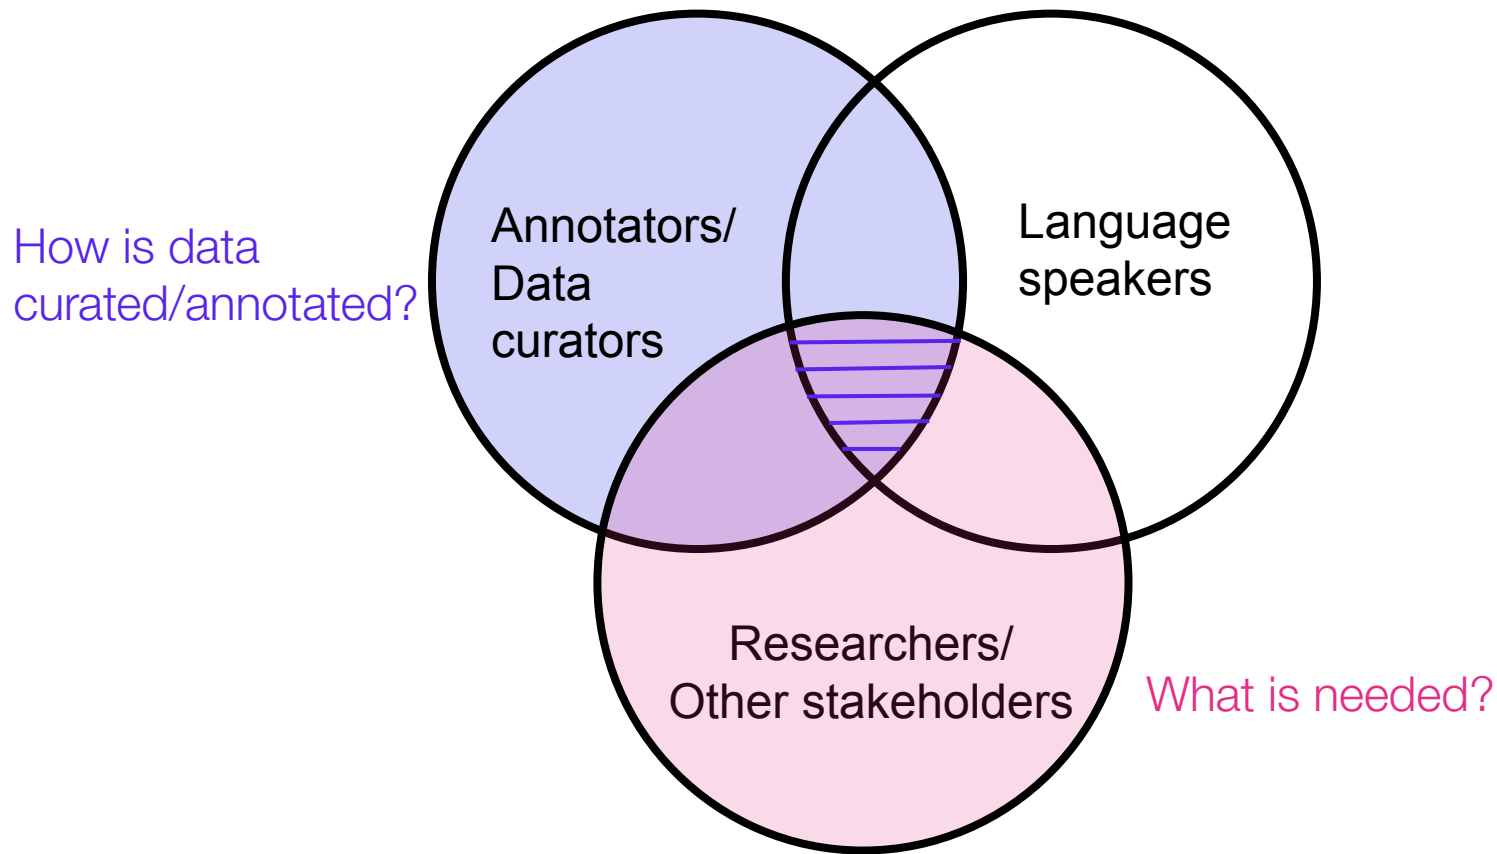 How is data
curated/annotated?
Annotators/
Data
curators
Language
speakers
Researchers/
Other stakeholders
What is needed?